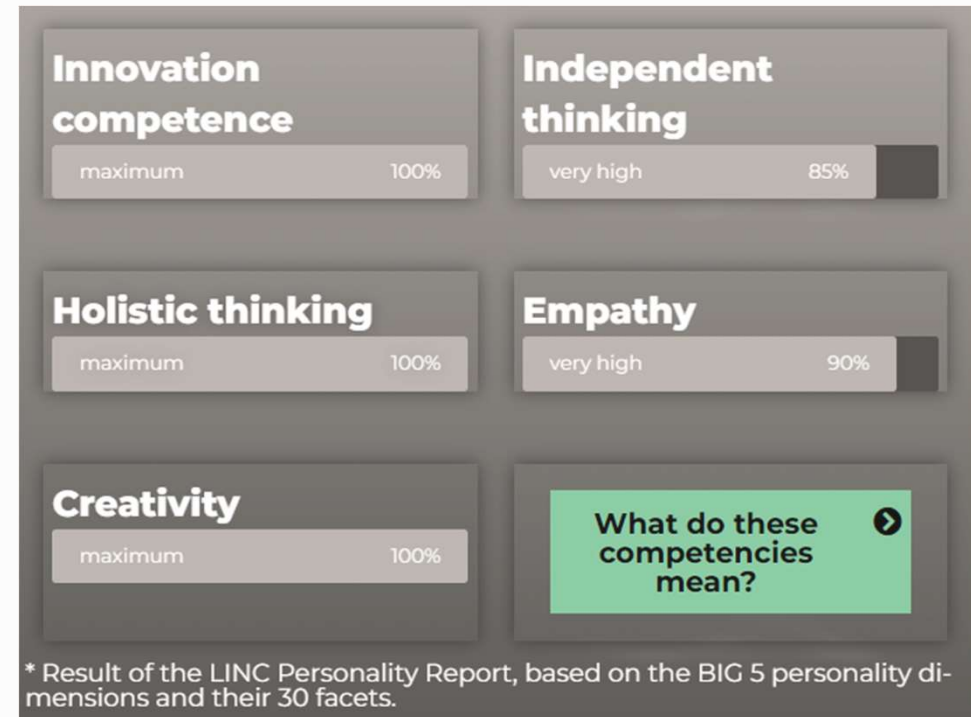 Innovation
competence
maximum 100%
Independent
thinking
very high 85%
Holistic thinking
maximum 100%
Empathy
very high 90%
Creativity
maximum 100%
What do these
competencies
mean?
* Result of the LINC Personality Report, based on the BIG 5 personality di-
mensions and their 30 facets.